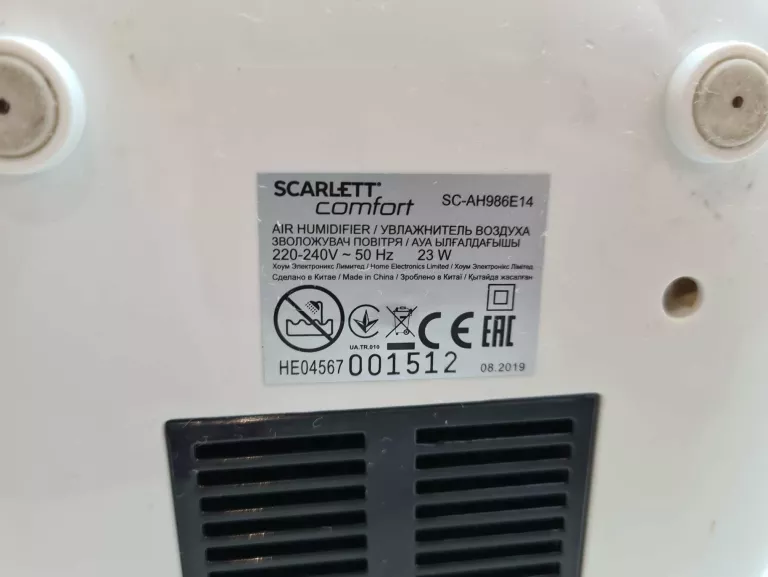 SCARLETT®
comfort
SC-AH986E14
AIR HUMIDIFIER / УВЛАЖНИТЕЛЬ ВОЗДУХА
ЗВОЛОЖУВАЧ ПОВІТРЯ / АУА ЫЛҒАЛДАҒЫШЫ
220-240V ~ 50 Hz 23 W
Хоум Электроникс Лимитед / Home Electronics Limited / Хоум Электронікс Лімітед
Сделано в Китае / Made in China / Зроблено в Китаї / Қытайда жасалған
UA.TR.010
CE EAC
HE04567 001512 08.2019